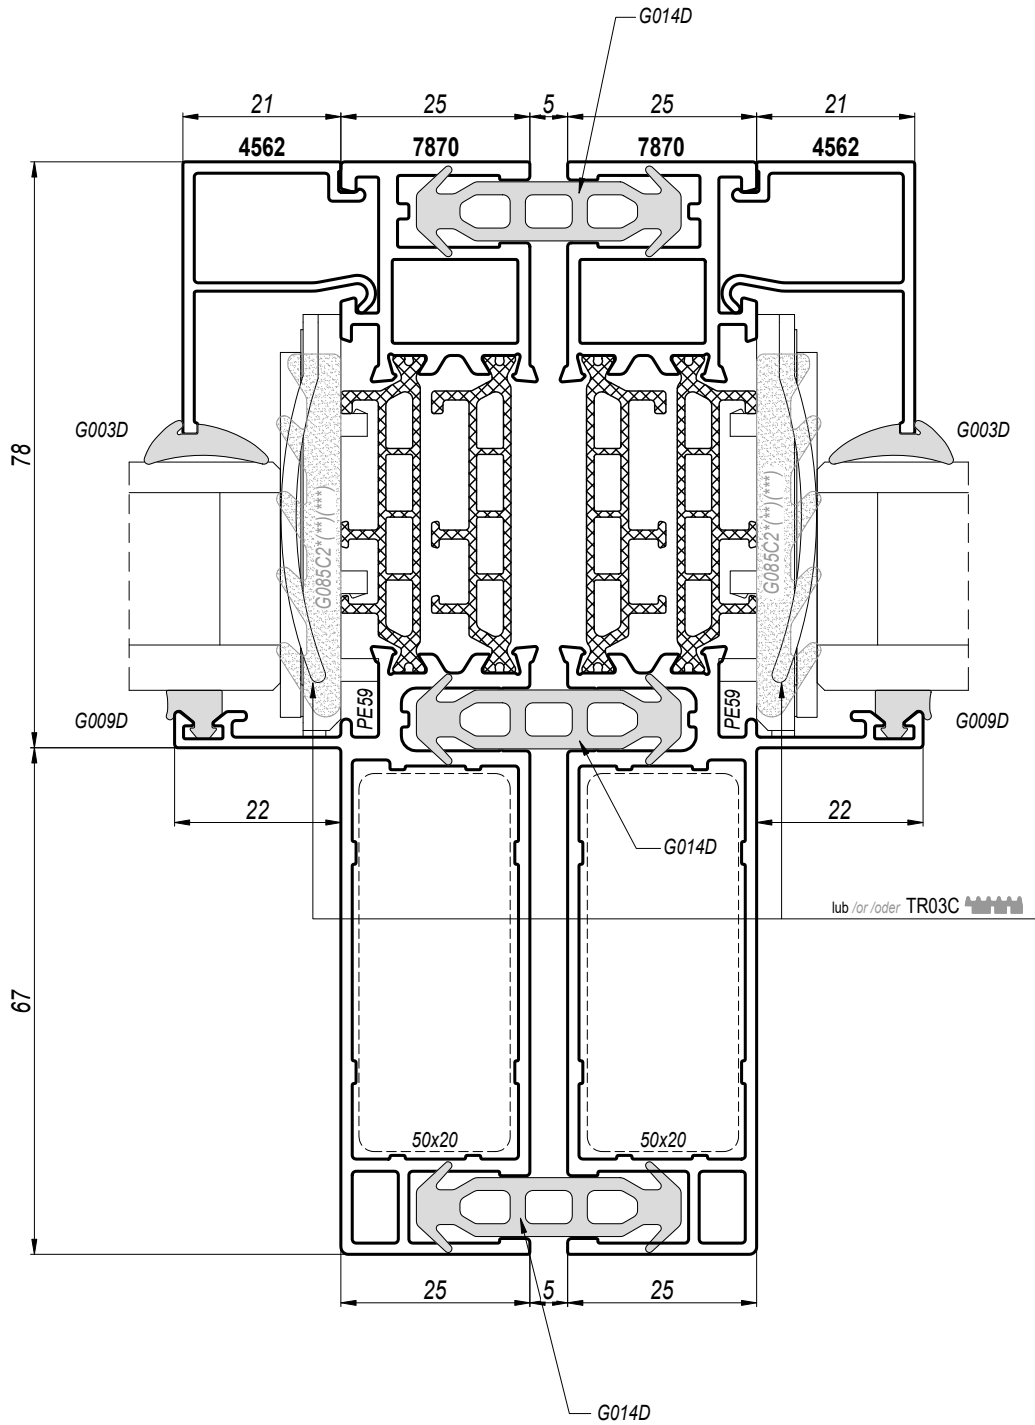 G014D
21 25 5 25 21
4562 7870 7870 4562
78
G003D G003D
G085C2*(**)(***) G085C2*(**)(***)
PE59 PE59
G009D G009D
22 22
G014D
lub /or /oder TR03C
67
50x20 50x20
25 5 25
G014D